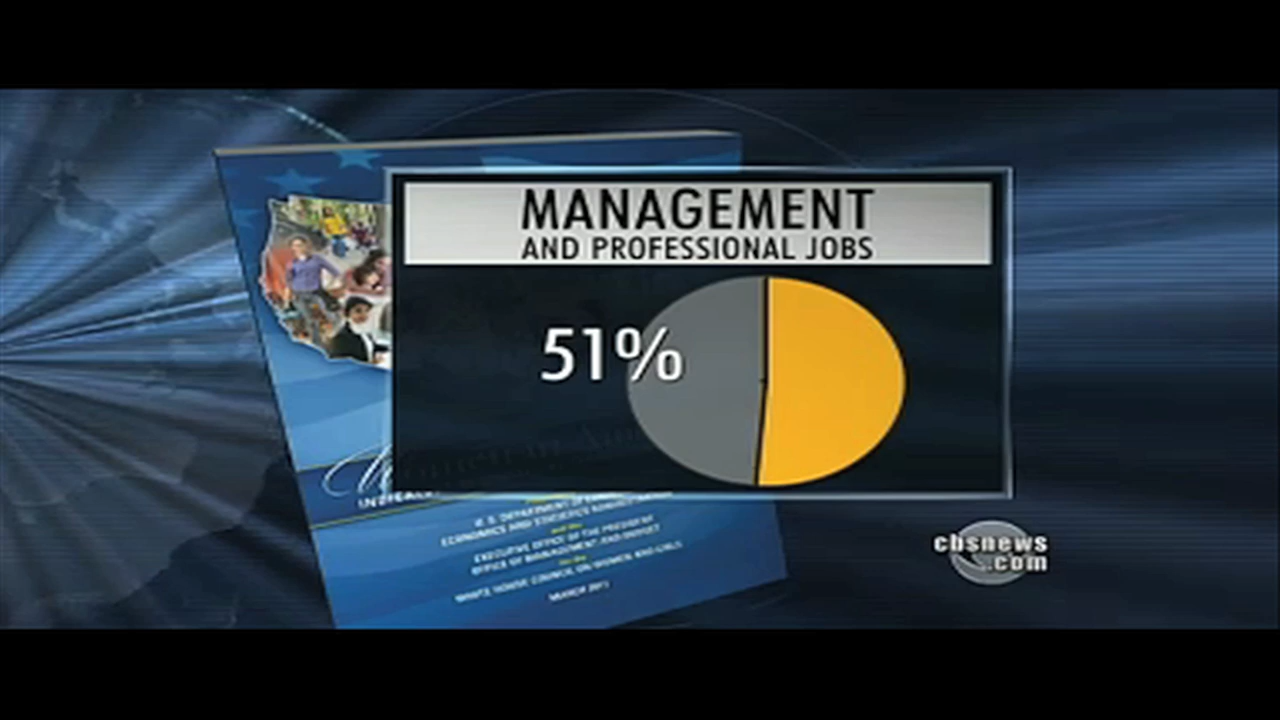 MANAGEMENT
AND PROFESSIONAL JOBS
51%
U.S. DEPARTMENT OF
ECONOMICS AND STATISTICS
EXECUTIVE OFFICE OF THE PRESIDENT
OFFICE OF MANAGEMENT AND BUDGET
WHITE HOUSE COUNCIL ON WOMEN AND GIRLS
MARCH 2011
cbsnews
.com